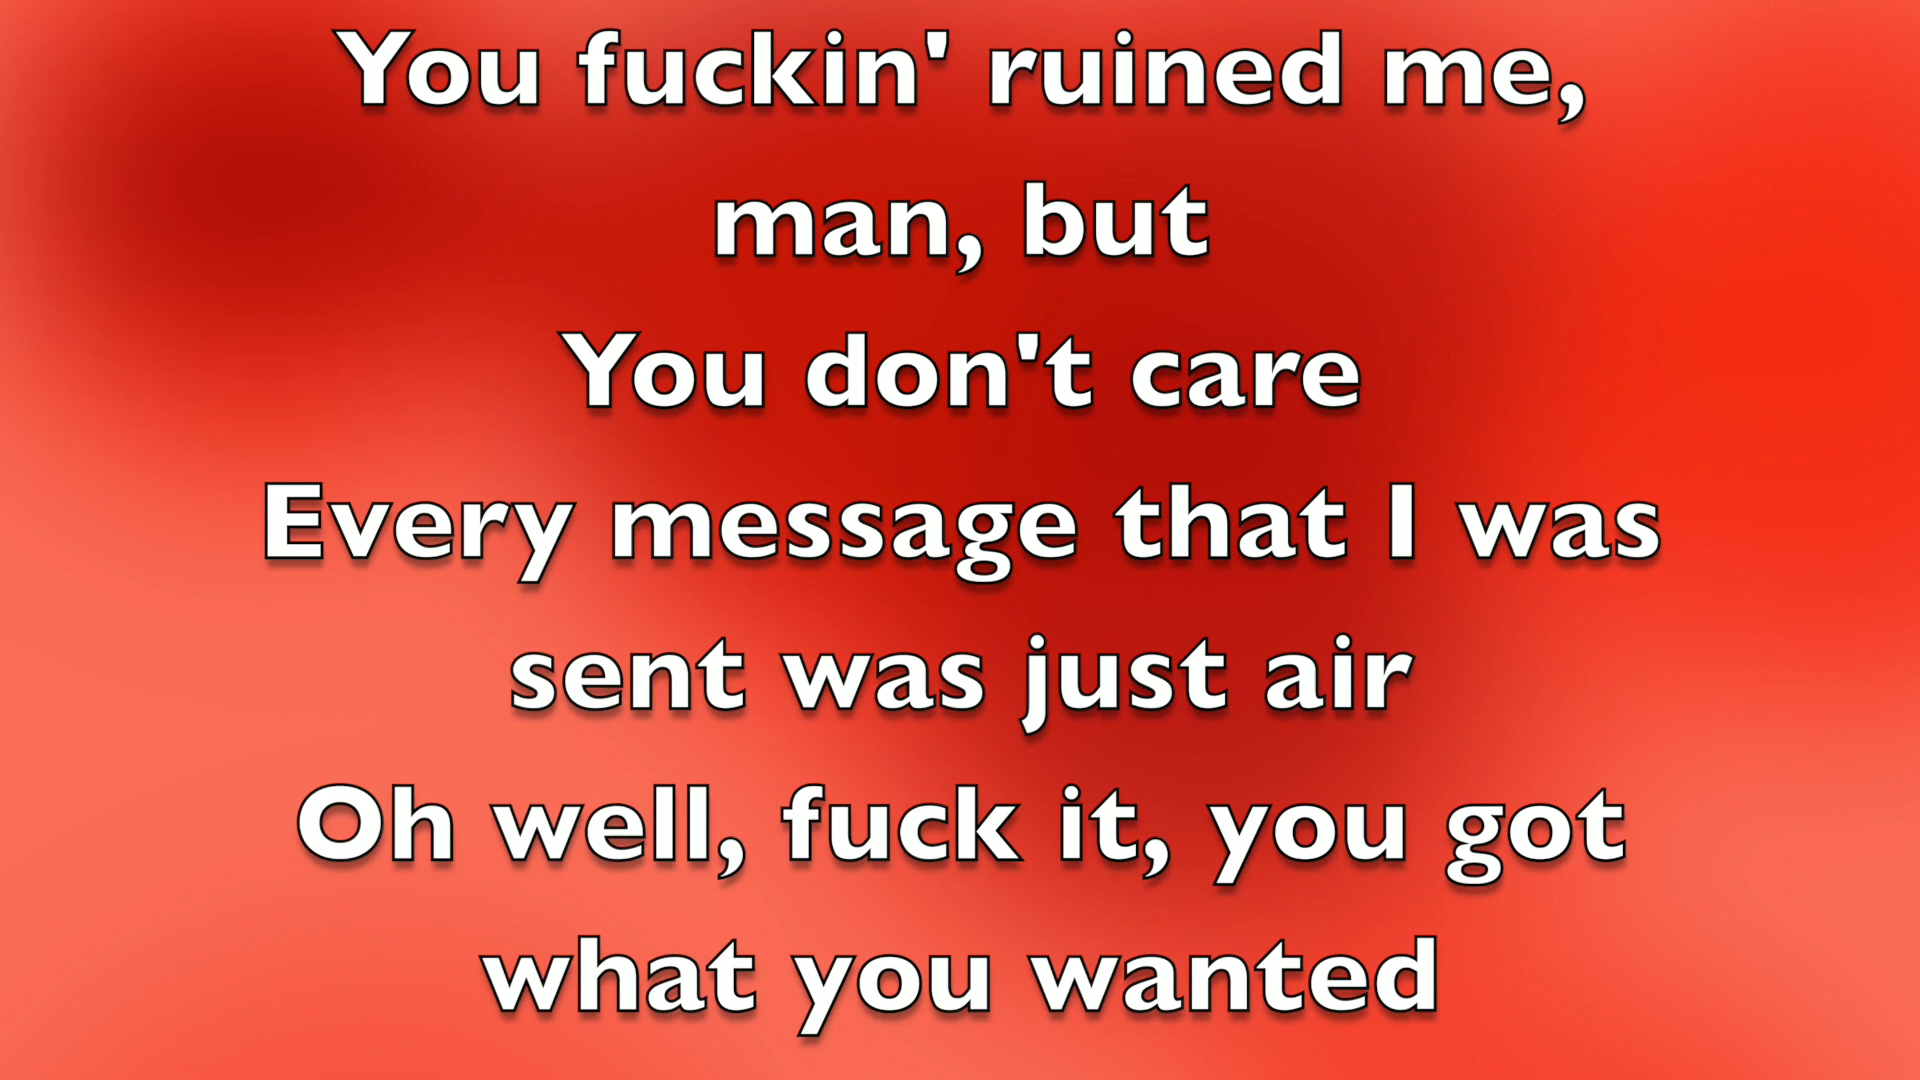 You fuckin' ruined me,
man, but
You don't care
Every message that I was
sent was just air
Oh well, fuck it, you got
what you wanted